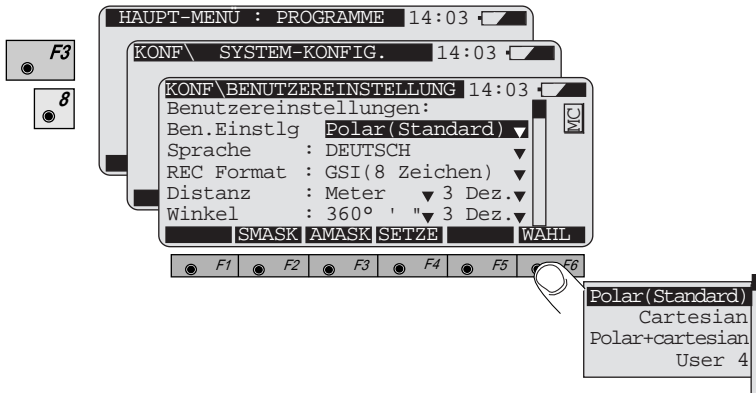 HAUPT-MENÜ : PROGRAMME 14:03
F3
KONF\ SYSTEM-KONFIG. 14:03
8
KONF\BENUTZEREINSTELLUNG 14:03
Benutzereinstellungen:
MC
Ben.Einstlg Polar(Standard)
Sprache : DEUTSCH
REC Format : GSI(8 Zeichen)
Distanz : Meter 3 Dez.
Winkel : 360° ' " 3 Dez.
SMASK AMASK SETZE WAHL
F1 F2 F3 F4 F5 F6
Polar(Standard)
Cartesian
Polar+cartesian
User 4